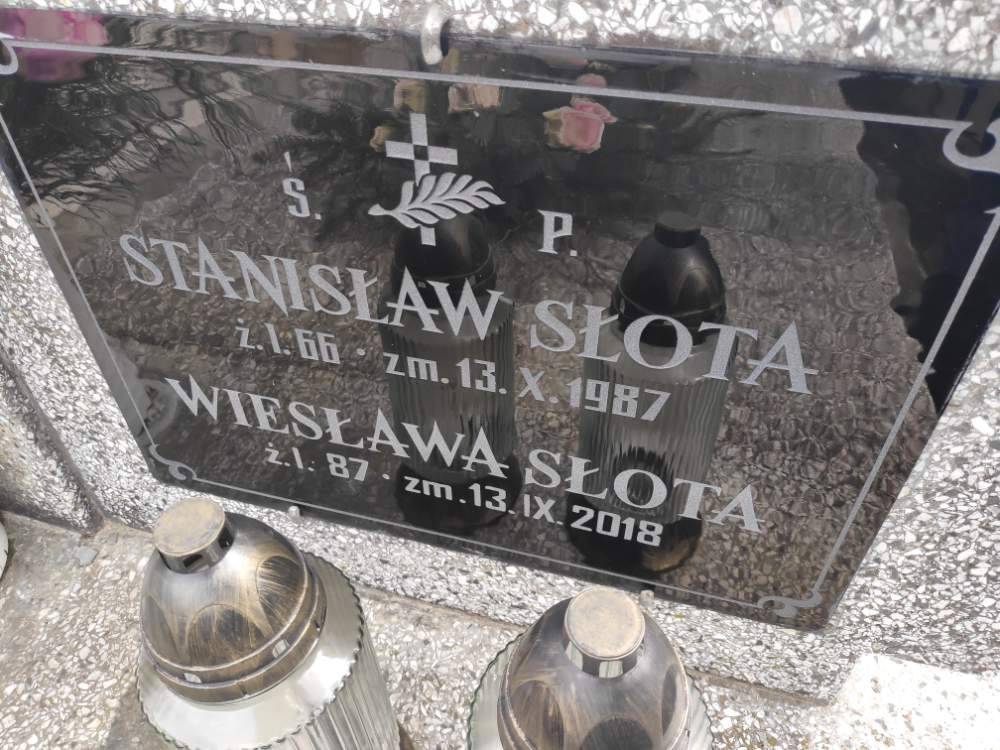 Ś. P.
STANISŁAW SŁOTA
ż.l. 66 · zm. 13. X. 1987
WIESŁAWA SŁOTA
ż.l. 87 · zm. 13. IX. 2018